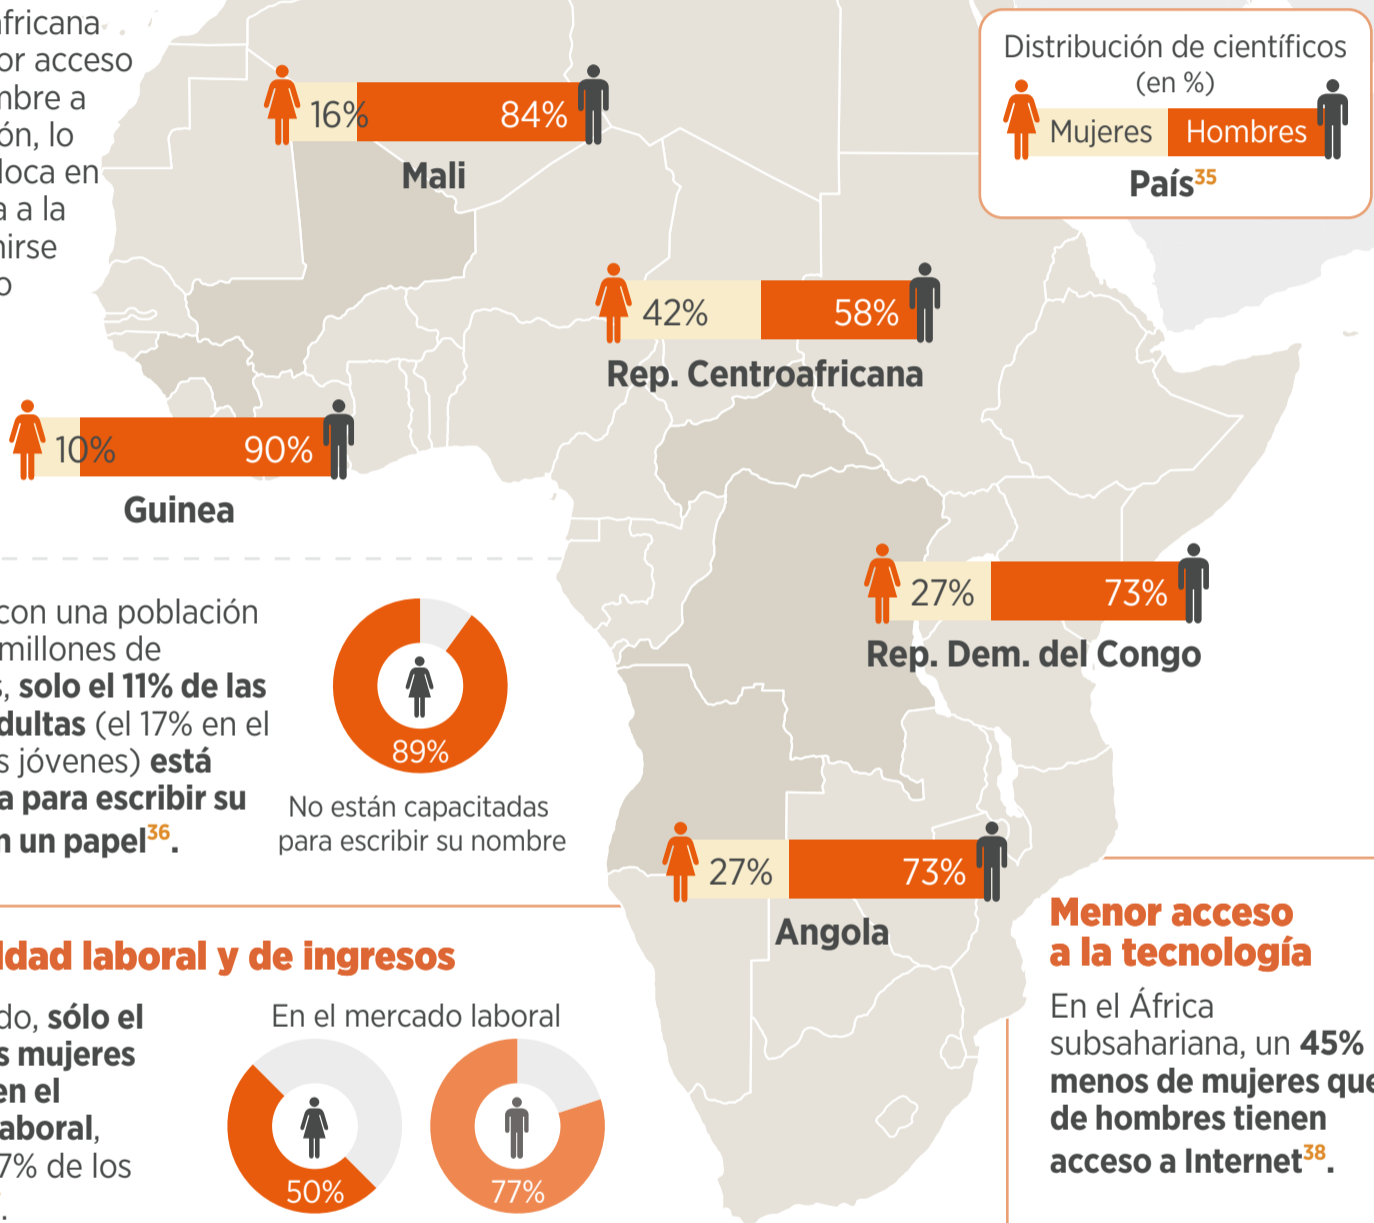 africana
or acceso
mbre a
ón, lo
loca en
a a la
nirse
o
Distribución de científicos
(en %)
Mujeres Hombres
País35
16% 84%
Mali
42% 58%
Rep. Centroafricana
10% 90%
Guinea
27% 73%
Rep. Dem. del Congo
27% 73%
Angola
con una población
millones de
s, solo el 11% de las
dultas (el 17% en el
s jóvenes) está
a para escribir su
n un papel36.
89%
No están capacitadas
para escribir su nombre
ldad laboral y de ingresos
do, sólo el
s mujeres
en el
aboral,
7% de los
.
En el mercado laboral
50% 77%
Menor acceso
a la tecnología
En el África
subsahariana, un 45%
menos de mujeres que
de hombres tienen
acceso a Internet38.